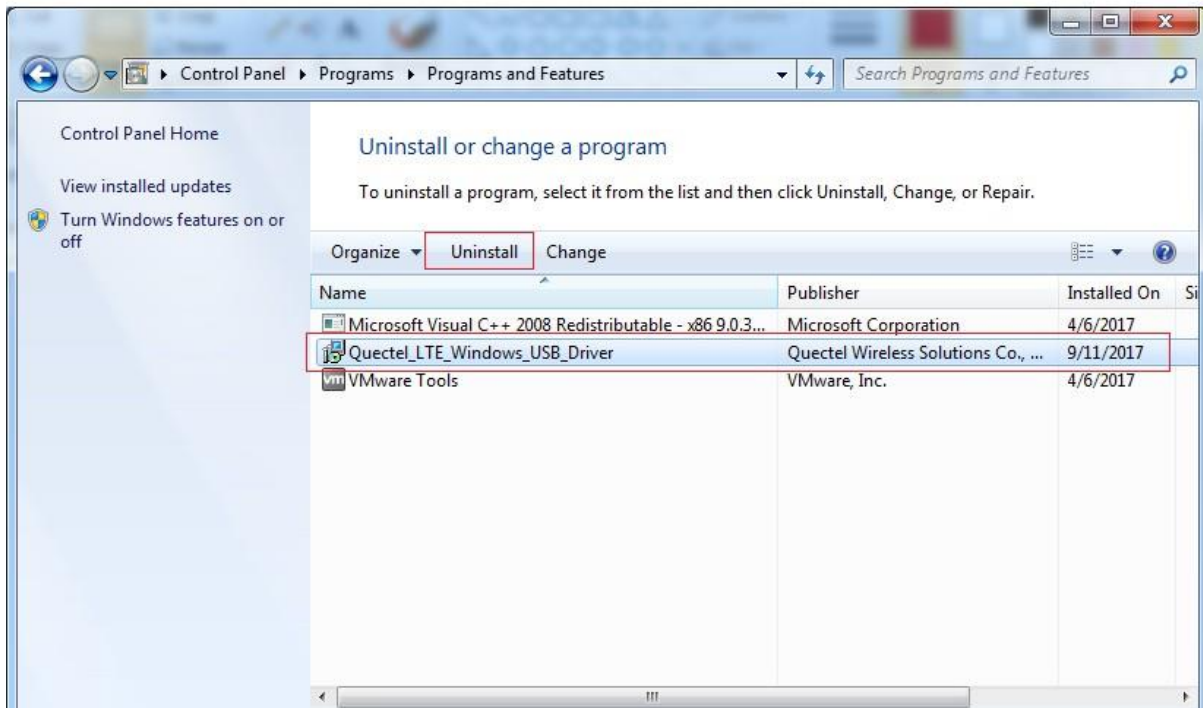 Control Panel Programs Programs and Features Search Programs and Features
Control Panel Home
View installed updates
Turn Windows features on or
off
Uninstall or change a program
To uninstall a program, select it from the list and then click Uninstall, Change, or Repair.
Organize Uninstall Change
Name Publisher Installed On Si
Microsoft Visual C++ 2008 Redistributable - x86 9.0.3... Microsoft Corporation 4/6/2017
Quectel_LTE_Windows_USB_Driver Quectel Wireless Solutions Co., ... 9/11/2017
vm VMware Tools VMware, Inc. 4/6/2017